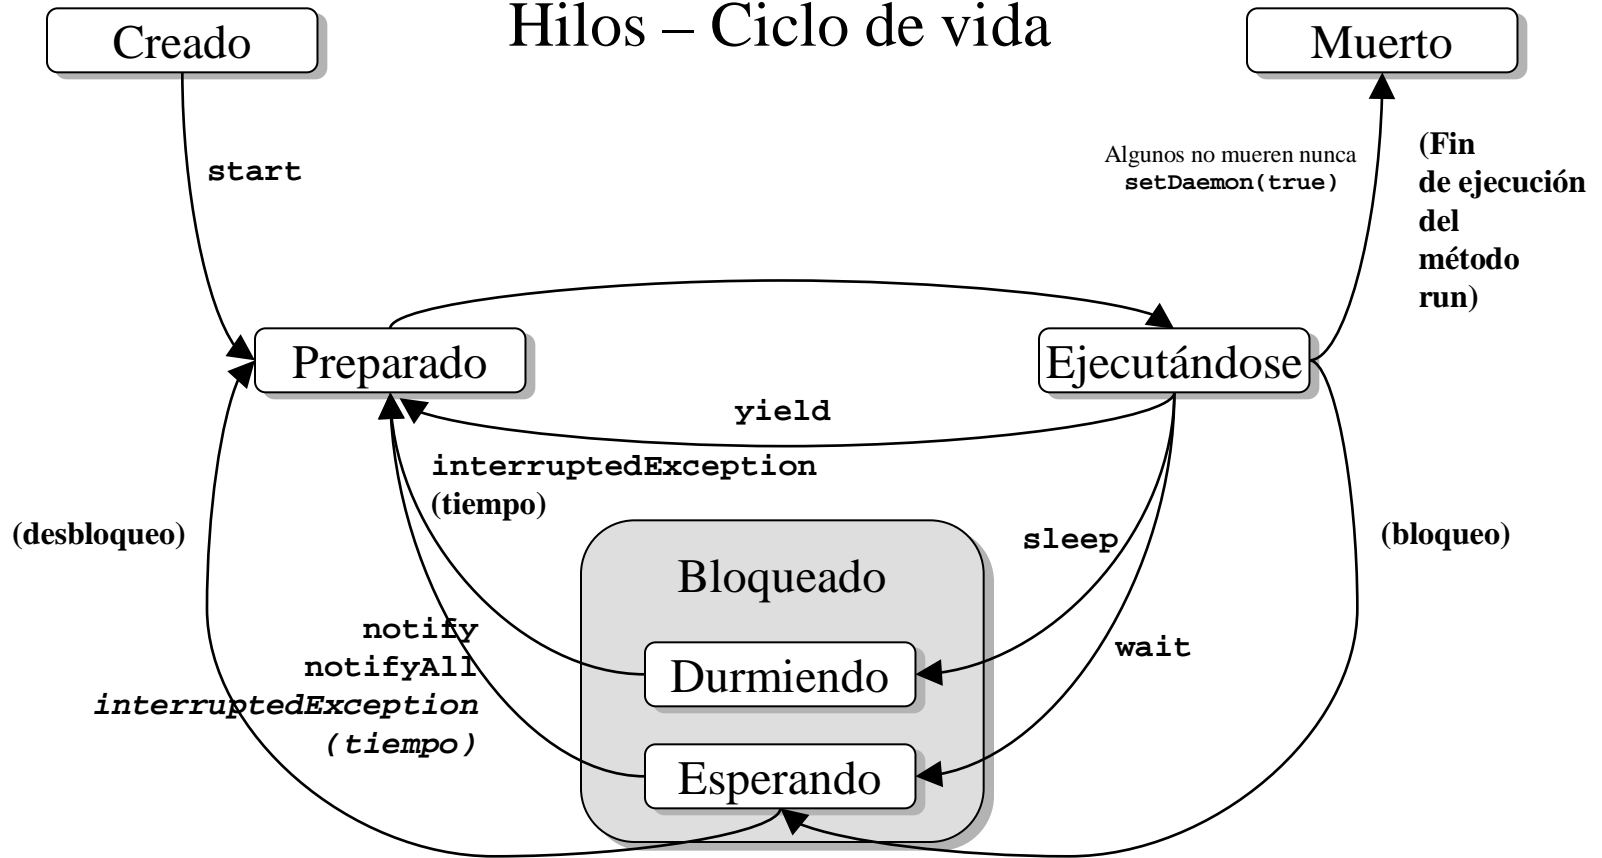 Hilos – Ciclo de vida
Creado
Muerto
start
Algunos no mueren nunca
setDaemon(true)
(Fin
de ejecución
del
método
run)
Preparado
Ejecutándose
yield
interruptedException
(tiempo)
(desbloqueo)
sleep
(bloqueo)
Bloqueado
notify
notifyAll
interruptedException
(tiempo)
wait
Durmiendo
Esperando